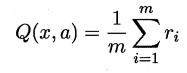 Q(x, a) = \frac{1}{m} \sum_{i=1}^{m} r_i